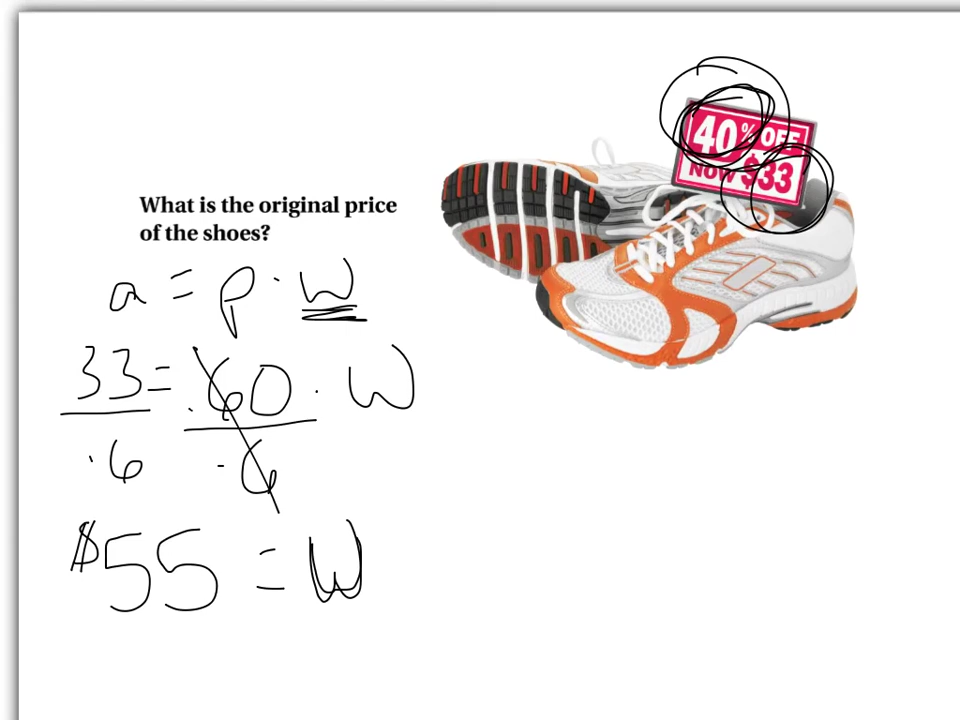 40% OFF
NOW $33
What is the original price
of the shoes?
a = p · w
33 = .60 · w
.6 .6
$55 = w